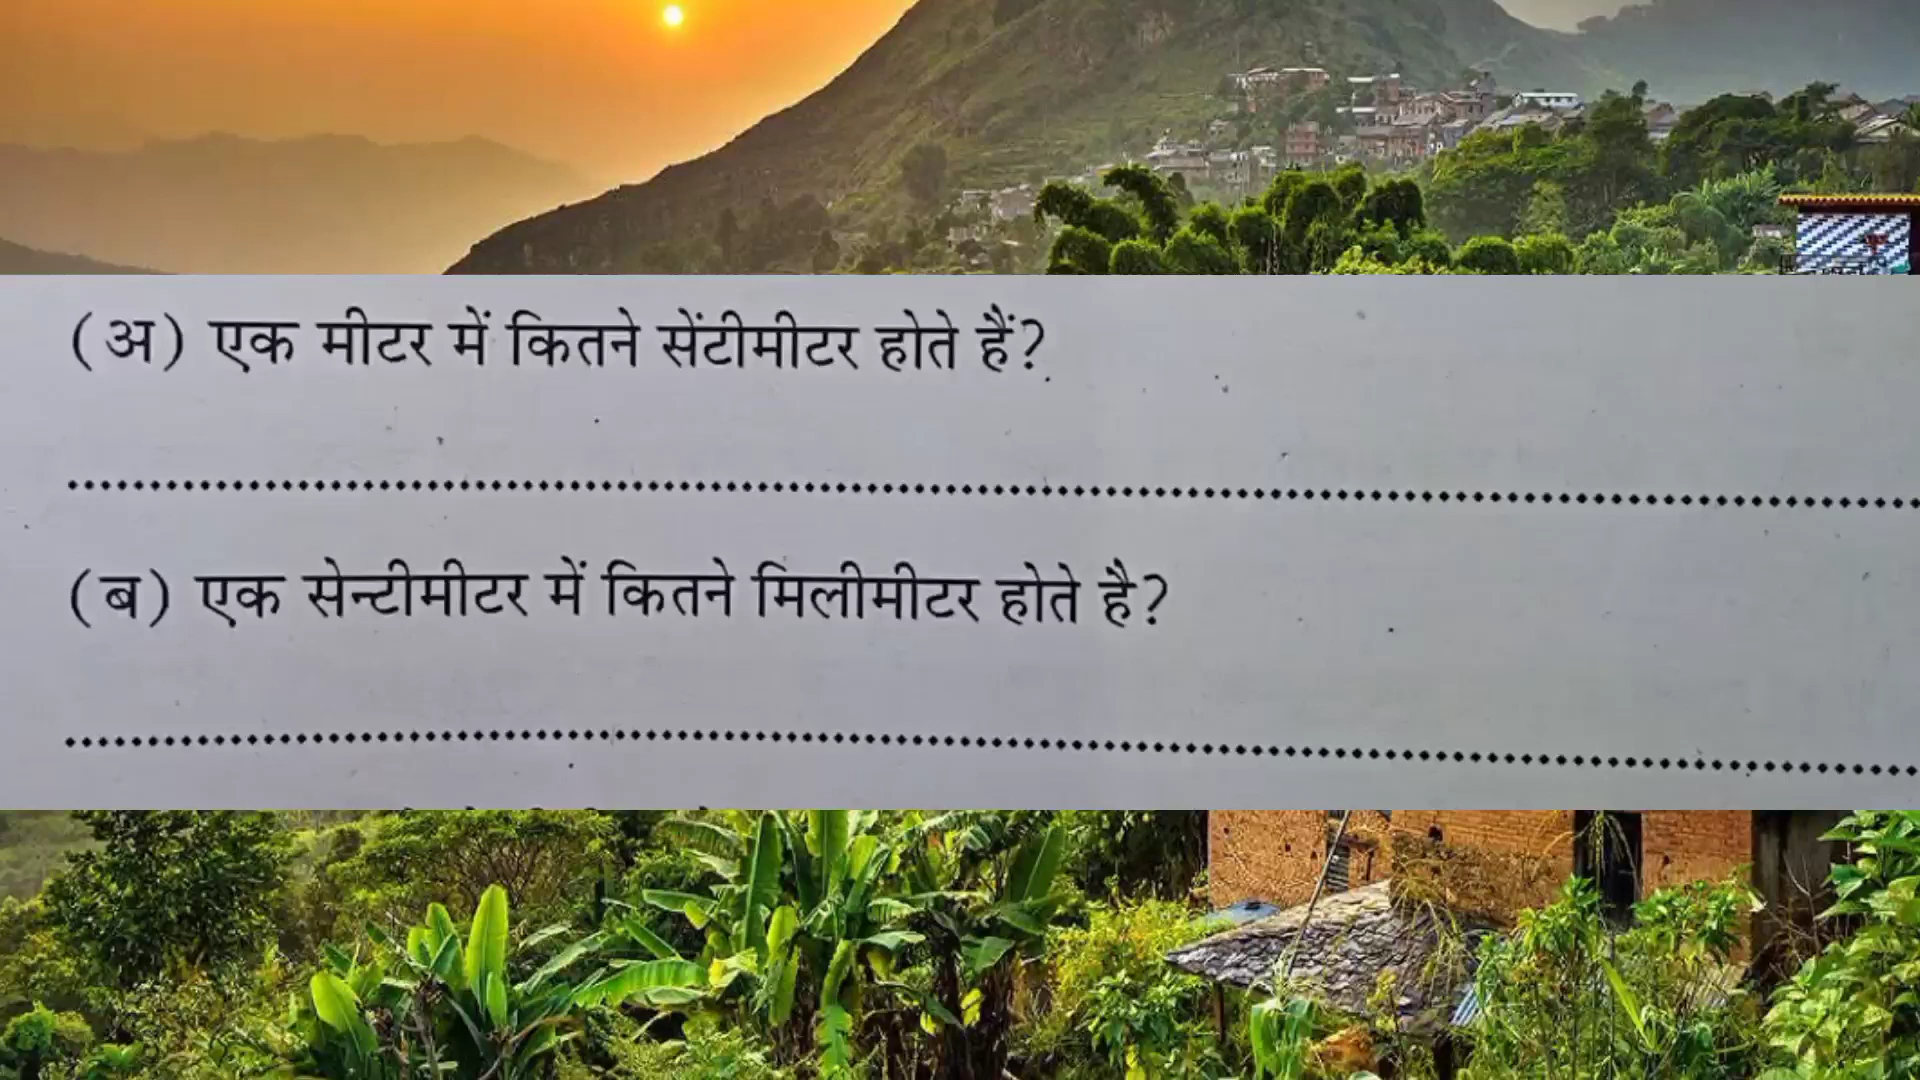 (अ) एक मीटर में कितने सेंटीमीटर होते हैं?
(ब) एक सेन्टीमीटर में कितने मिलीमीटर होते है?